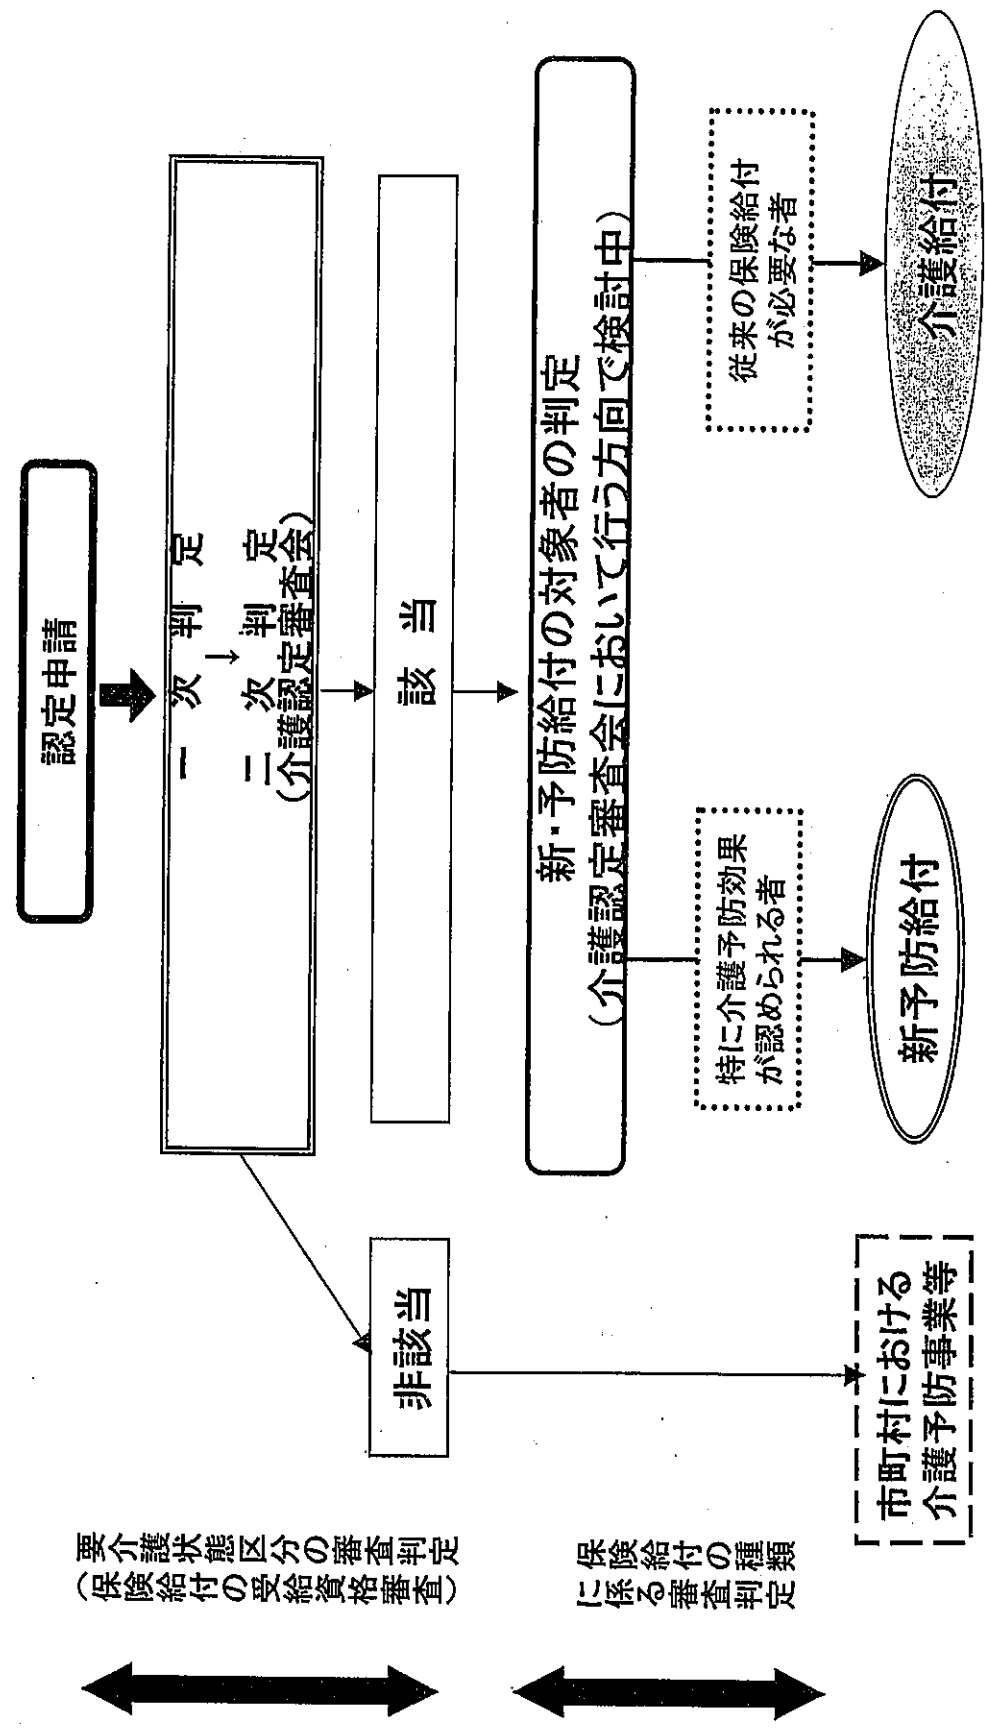 認定申請
一次判定
↓
二次判定
（介護認定審査会）
非該当
該当
新・予防給付の対象者の判定
（介護認定審査会において行う方向で検討中）
特に介護予防効果
が認められる者
従来の保険給付
が必要な者
市町村における
介護予防事業等
新予防給付
介護給付
要介護状態区分の審査判定
（保険給付の受給資格審査）
保険給付の種類
に係る審査判定